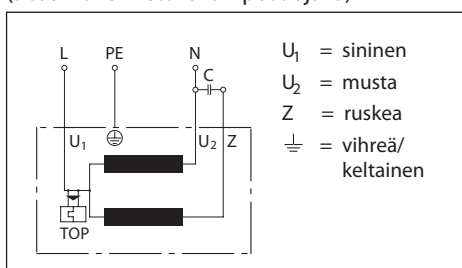 L PE N
C
U₁ U₂ Z
TOP
U₁ = sininen
U₂ = musta
Z = ruskea
⏚ = vihreä/
keltainen